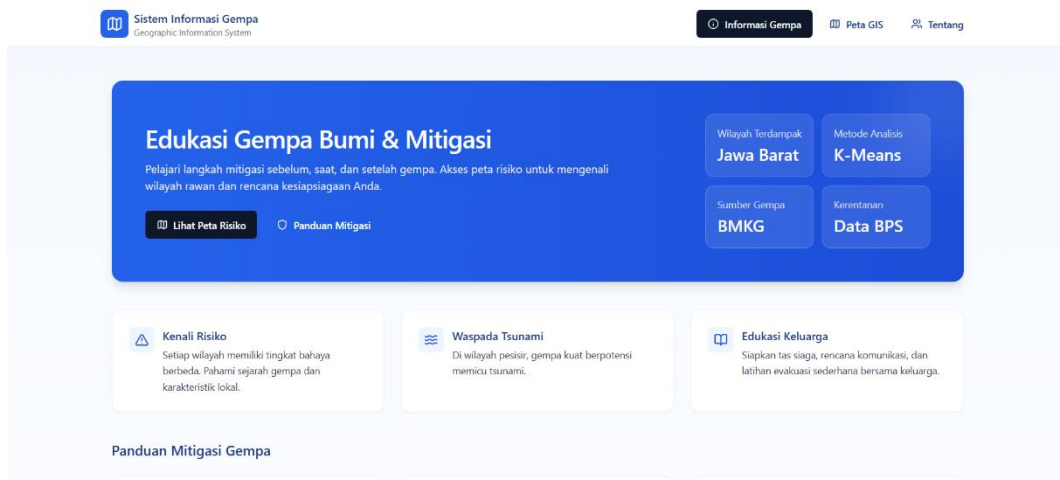 Sistem Informasi Gempa
Geographic Information System
Informasi Gempa
Peta GIS
Tentang
Edukasi Gempa Bumi & Mitigasi
Pelajari langkah mitigasi sebelum, saat, dan setelah gempa. Akses peta risiko untuk mengenali
wilayah rawan dan rencana kesiapsiagaan Anda.
Lihat Peta Risiko
Panduan Mitigasi
Wilayah Terdampak
Jawa Barat
Metode Analisis
K-Means
Sumber Gempa
BMKG
Kerentanan
Data BPS
Kenali Risiko
Setiap wilayah memiliki tingkat bahaya
berbeda. Pahami sejarah gempa dan
karakteristik lokal.
Waspada Tsunami
Di wilayah pesisir, gempa kuat berpotensi
memicu tsunami.
Edukasi Keluarga
Siapkan tas siaga, rencana komunikasi, dan
latihan evakuasi sederhana bersama keluarga.
Panduan Mitigasi Gempa